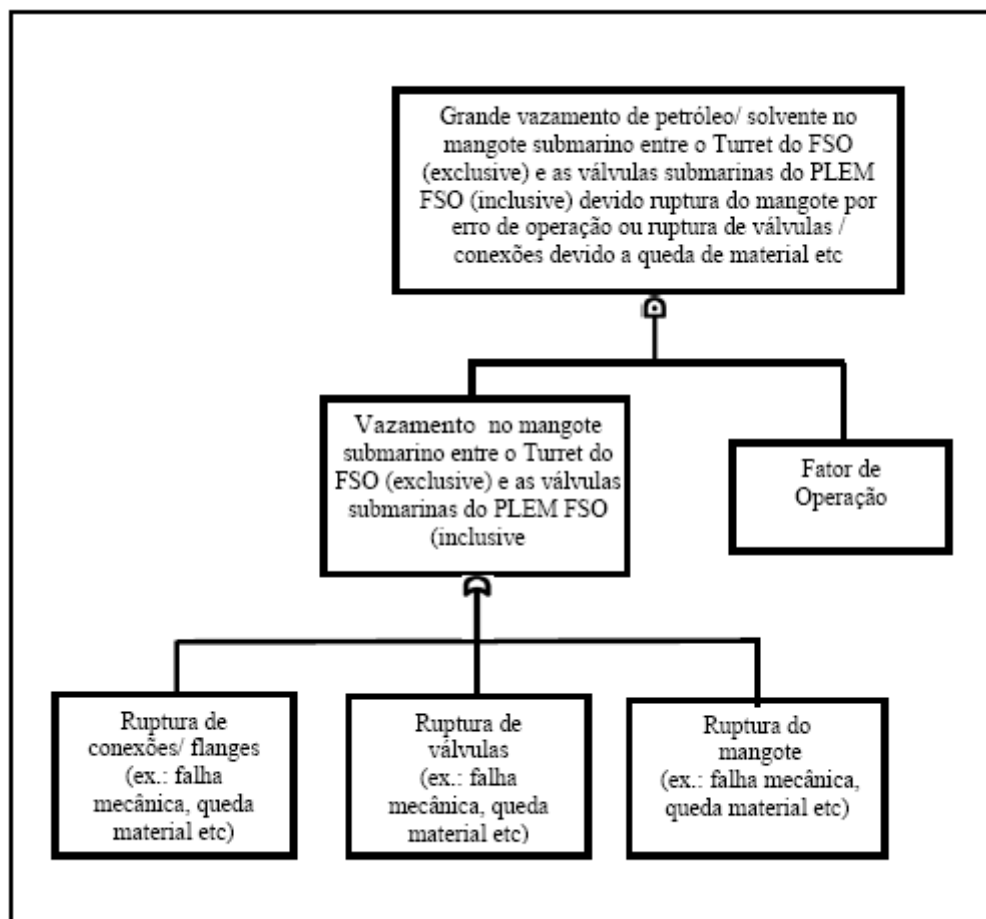 Grande vazamento de petróleo/ solvente no
mangote submarino entre o Turret do FSO
(exclusive) e as válvulas submarinas do PLEM
FSO (inclusive) devido ruptura do mangote por
erro de operação ou ruptura de válvulas /
conexões devido a queda de material etc
Vazamento no mangote
submarino entre o Turret do
FSO (exclusive) e as válvulas
submarinas do PLEM FSO
(inclusive
Fator de
Operação
Ruptura de
conexões/ flanges
(ex.: falha
mecânica, queda
material etc)
Ruptura de
válvulas
(ex.: falha
mecânica, queda
material etc)
Ruptura do
mangote
(ex.: falha mecânica,
queda material etc)